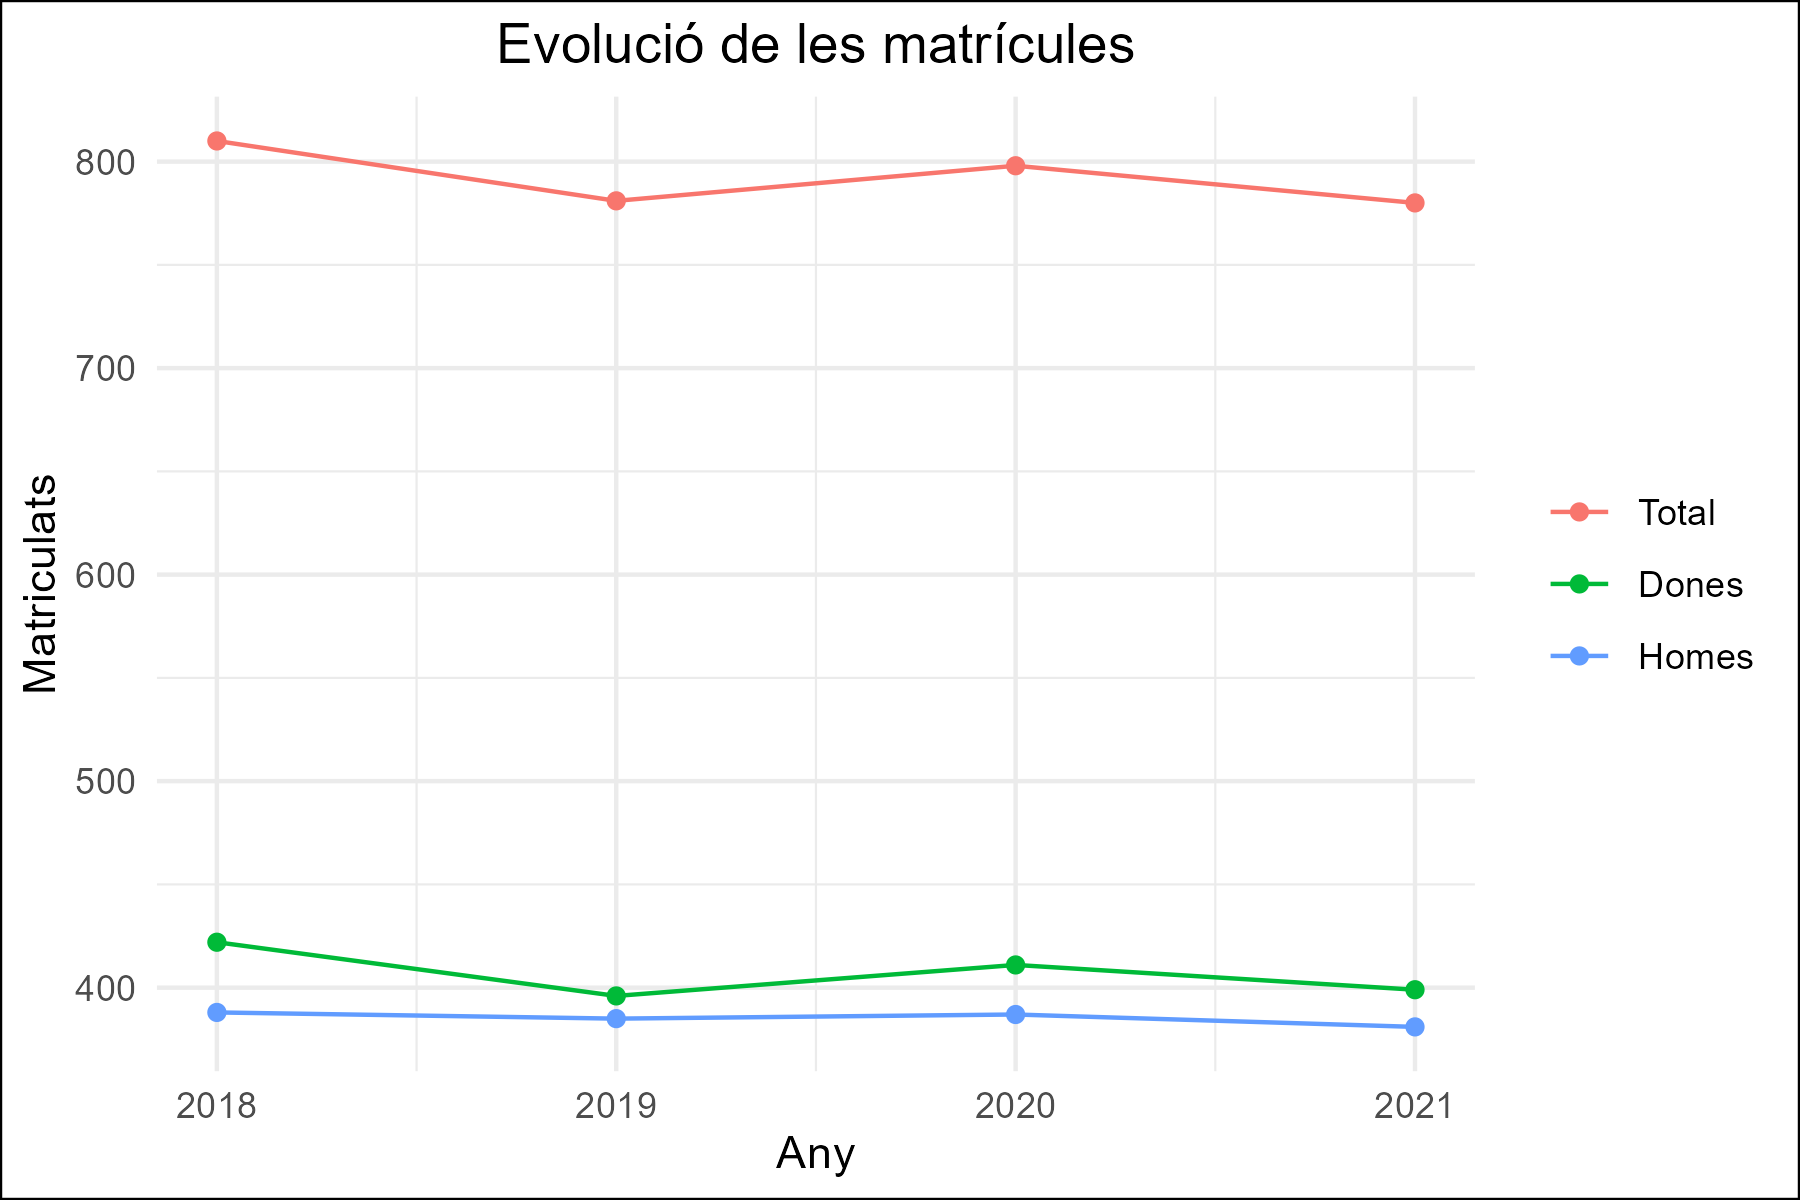 Evolució de les matrícules
800
700
600
500
400
Matriculats
2018
2019
2020
2021
Any
Total
Dones
Homes